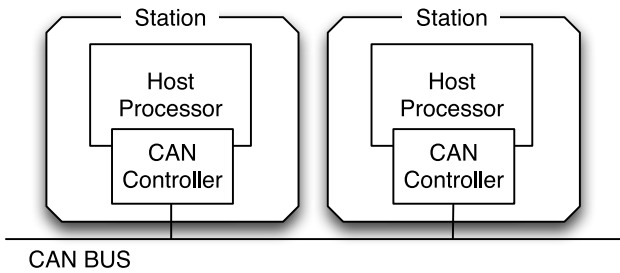 Station
Host
Processor
CAN
Controller
Station
Host
Processor
CAN
Controller
CAN BUS